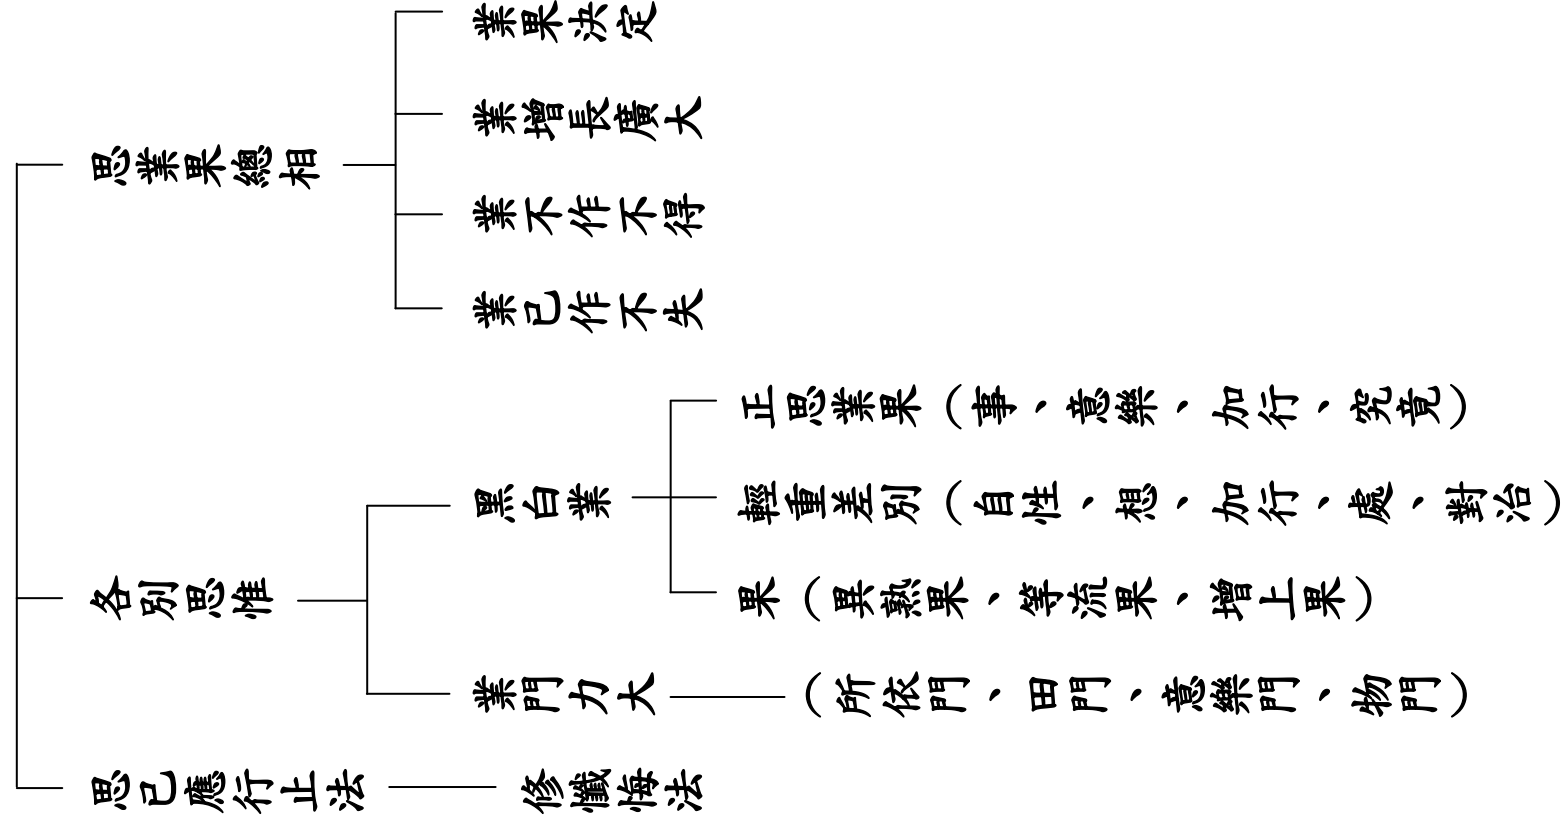 思業果總相
業果決定
業增長廣大
業不作不得
業已作不失
各別思惟
黑白業
正思業果（事、意樂、加行、究竟）
輕重差別（自性、想、加行、處、對治）
果（異熟果、等流果、增上果）
業門力大
（所依門、田門、意樂門、物門）
思已應行止法
修懺悔法